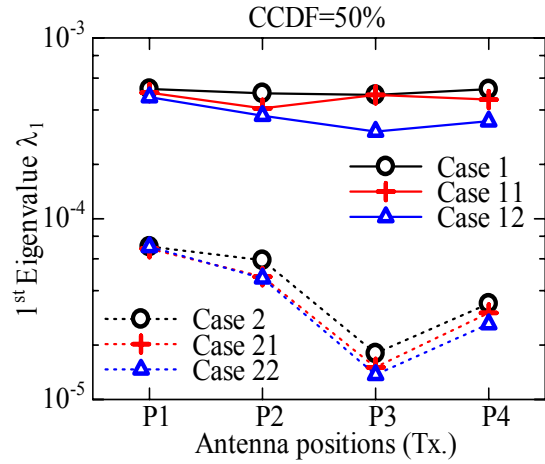 CCDF=50%
10⁻³
10⁻⁴
10⁻⁵
1ˢᵗ Eigenvalue λ₁
Case 1
Case 11
Case 12
Case 2
Case 21
Case 22
P1 P2 P3 P4
Antenna positions (Tx.)